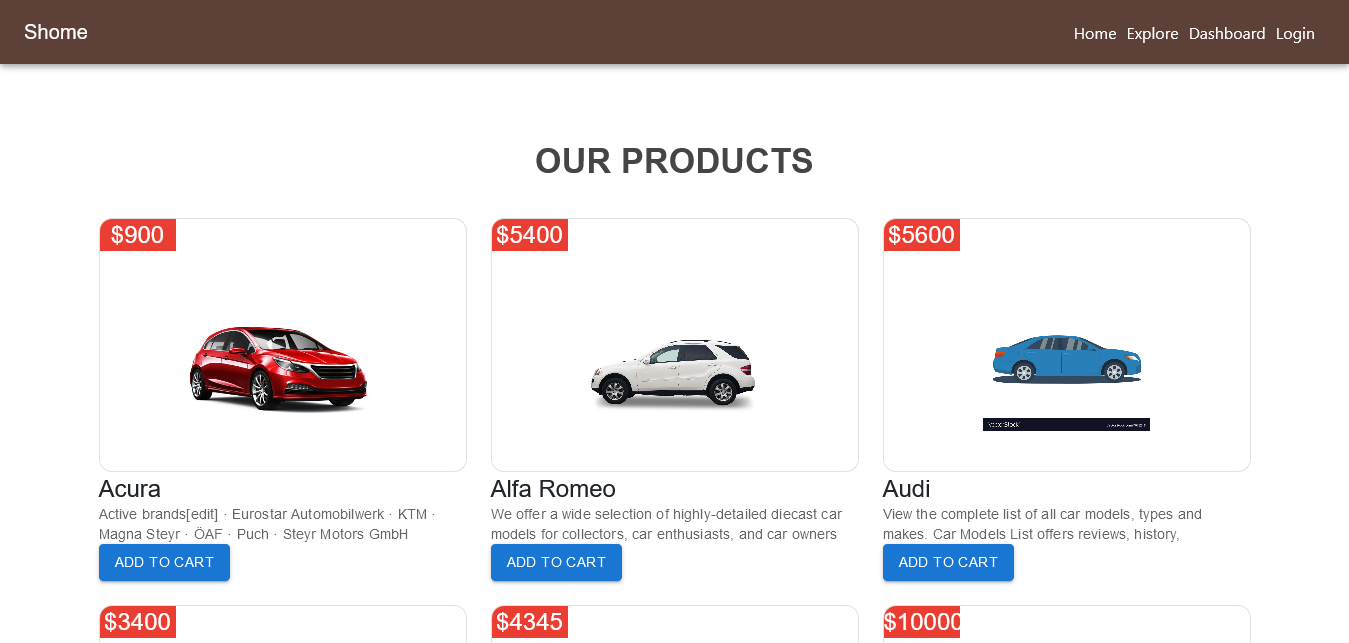 Shome
Home Explore Dashboard Login
OUR PRODUCTS
$900
$5400
$5600
VectorStock
Acura
Alfa Romeo
Audi
Active brands[edit] · Eurostar Automobilwerk · KTM ·
Magna Steyr · ÖAF · Puch · Steyr Motors GmbH
We offer a wide selection of highly-detailed diecast car
models for collectors, car enthusiasts, and car owners
View the complete list of all car models, types and
makes. Car Models List offers reviews, history,
ADD TO CART
ADD TO CART
ADD TO CART
$3400
$4345
$10000